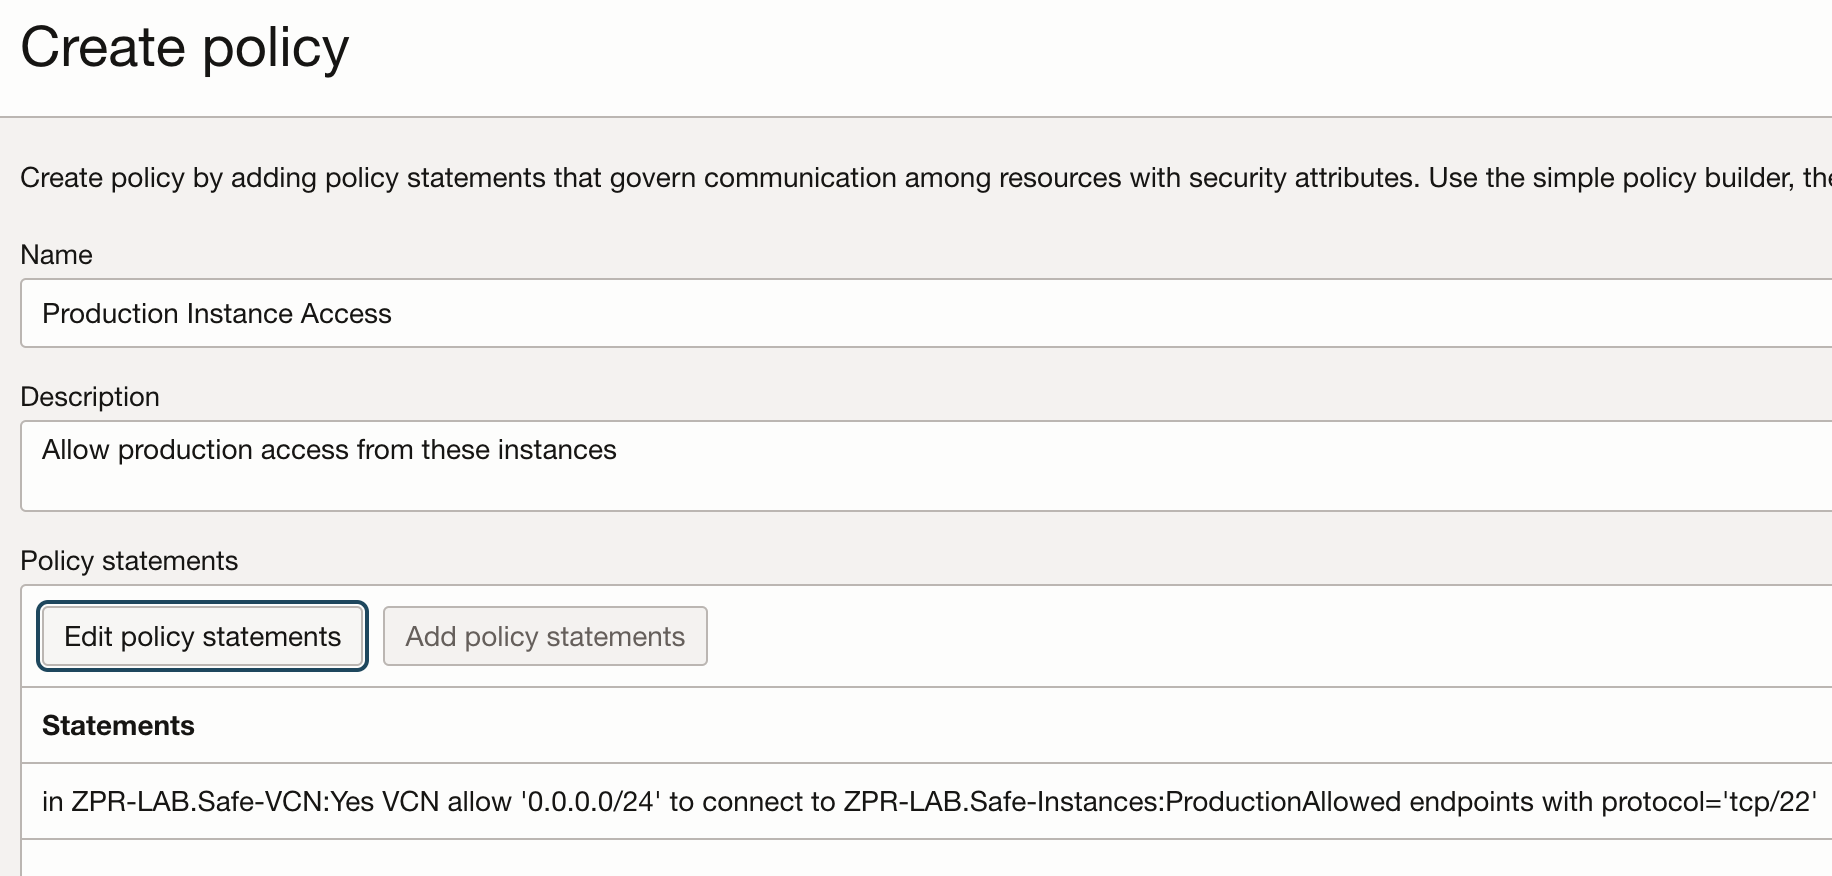 Create policy
Create policy by adding policy statements that govern communication among resources with security attributes. Use the simple policy builder,
Name
Production Instance Access
Description
Allow production access from these instances
Policy statements
Edit policy statements
Add policy statements
Statements
in ZPR-LAB.Safe-VCN:Yes VCN allow '0.0.0.0/24' to connect to ZPR-LAB.Safe-Instances:ProductionAllowed endpoints with protocol='tcp/22'